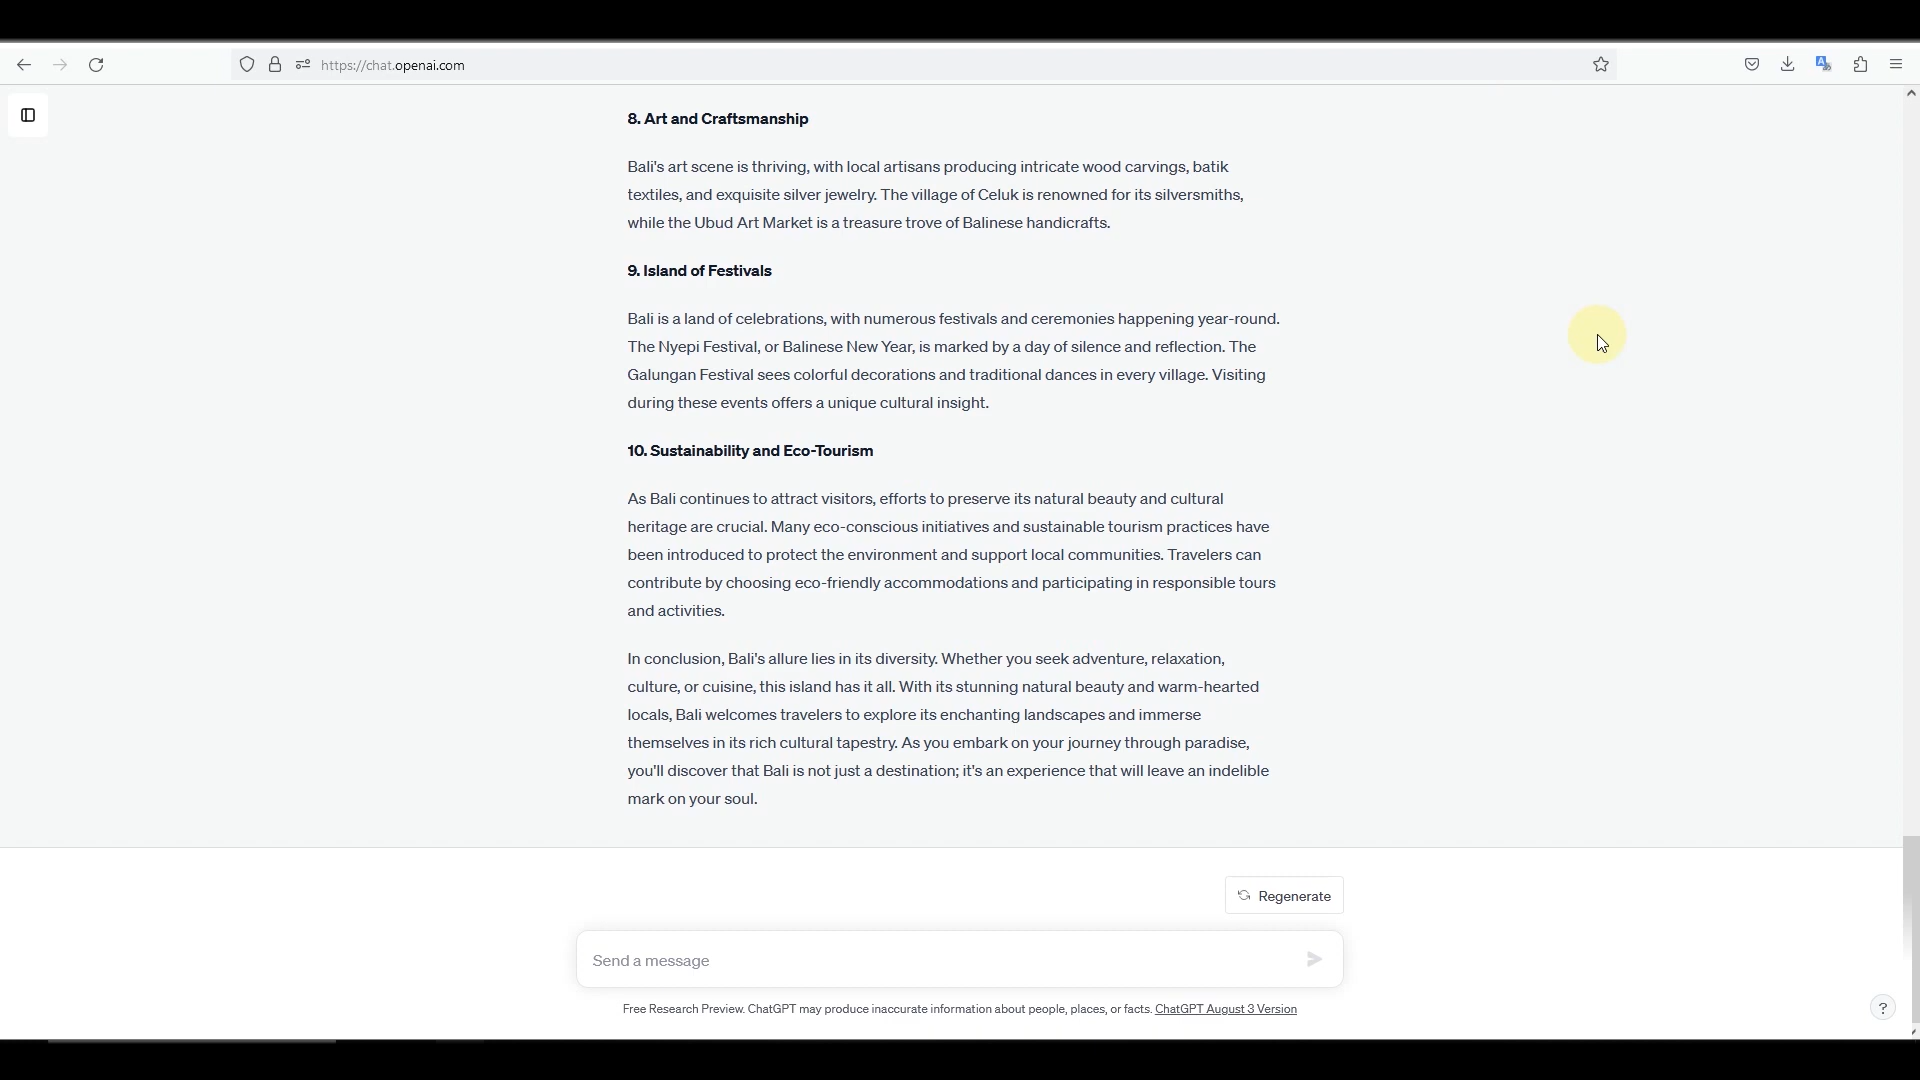 https://chat.openai.com
8. Art and Craftsmanship
Bali's art scene is thriving, with local artisans producing intricate wood carvings, batik
textiles, and exquisite silver jewelry. The village of Celuk is renowned for its silversmiths,
while the Ubud Art Market is a treasure trove of Balinese handicrafts.
9. Island of Festivals
Bali is a land of celebrations, with numerous festivals and ceremonies happening year-round.
The Nyepi Festival, or Balinese New Year, is marked by a day of silence and reflection. The
Galungan Festival sees colorful decorations and traditional dances in every village. Visiting
during these events offers a unique cultural insight.
10. Sustainability and Eco-Tourism
As Bali continues to attract visitors, efforts to preserve its natural beauty and cultural
heritage are crucial. Many eco-conscious initiatives and sustainable tourism practices have
been introduced to protect the environment and support local communities. Travelers can
contribute by choosing eco-friendly accommodations and participating in responsible tours
and activities.
In conclusion, Bali's allure lies in its diversity. Whether you seek adventure, relaxation,
culture, or cuisine, this island has it all. With its stunning natural beauty and warm-hearted
locals, Bali welcomes travelers to explore its enchanting landscapes and immerse
themselves in its rich cultural tapestry. As you embark on your journey through paradise,
you'll discover that Bali is not just a destination; it's an experience that will leave an indelible
mark on your soul.
Regenerate
Send a message
Free Research Preview. ChatGPT may produce inaccurate information about people, places, or facts. ChatGPT August 3 Version
?